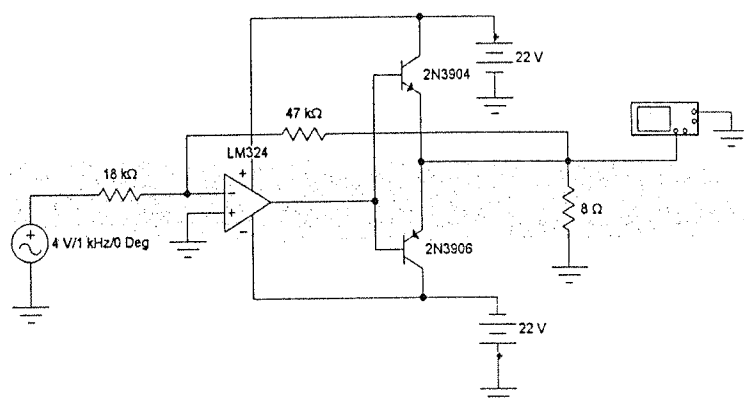 22 V
2N3904
47 kΩ
LM324
18 kΩ
+
−
+
−
+
4 V/1 kHz/0 Deg
8 Ω
2N3906
22 V
+